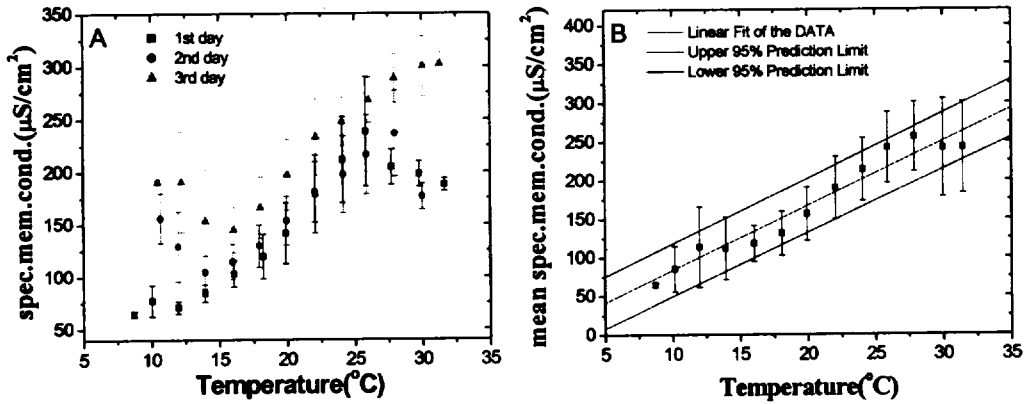 A
1st day
2nd day
3rd day
spec.mem.cond.(μS/cm²)
350
300
250
200
150
100
50
5
10
15
20
25
30
35
Temperature(°C)
B
Linear Fit of the DATA
Upper 95% Prediction Limit
Lower 95% Prediction Limit
mean spec.mem.cond.(μS/cm²)
400
350
300
250
200
150
100
50
0
5
10
15
20
25
30
35
Temperature(°C)